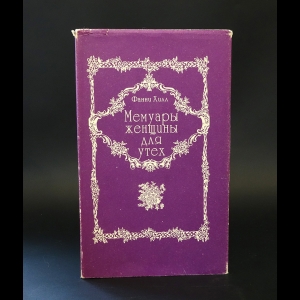 Фанни Хилл
Мемуары
женщины
для
утех